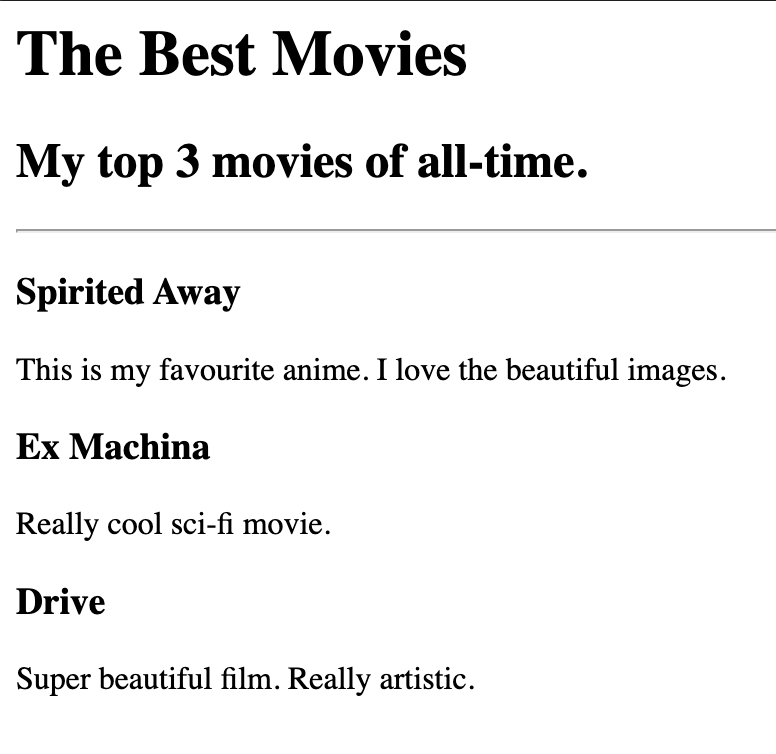 The Best Movies
My top 3 movies of all-time.
Spirited Away
This is my favourite anime. I love the beautiful images.
Ex Machina
Really cool sci-fi movie.
Drive
Super beautiful film. Really artistic.